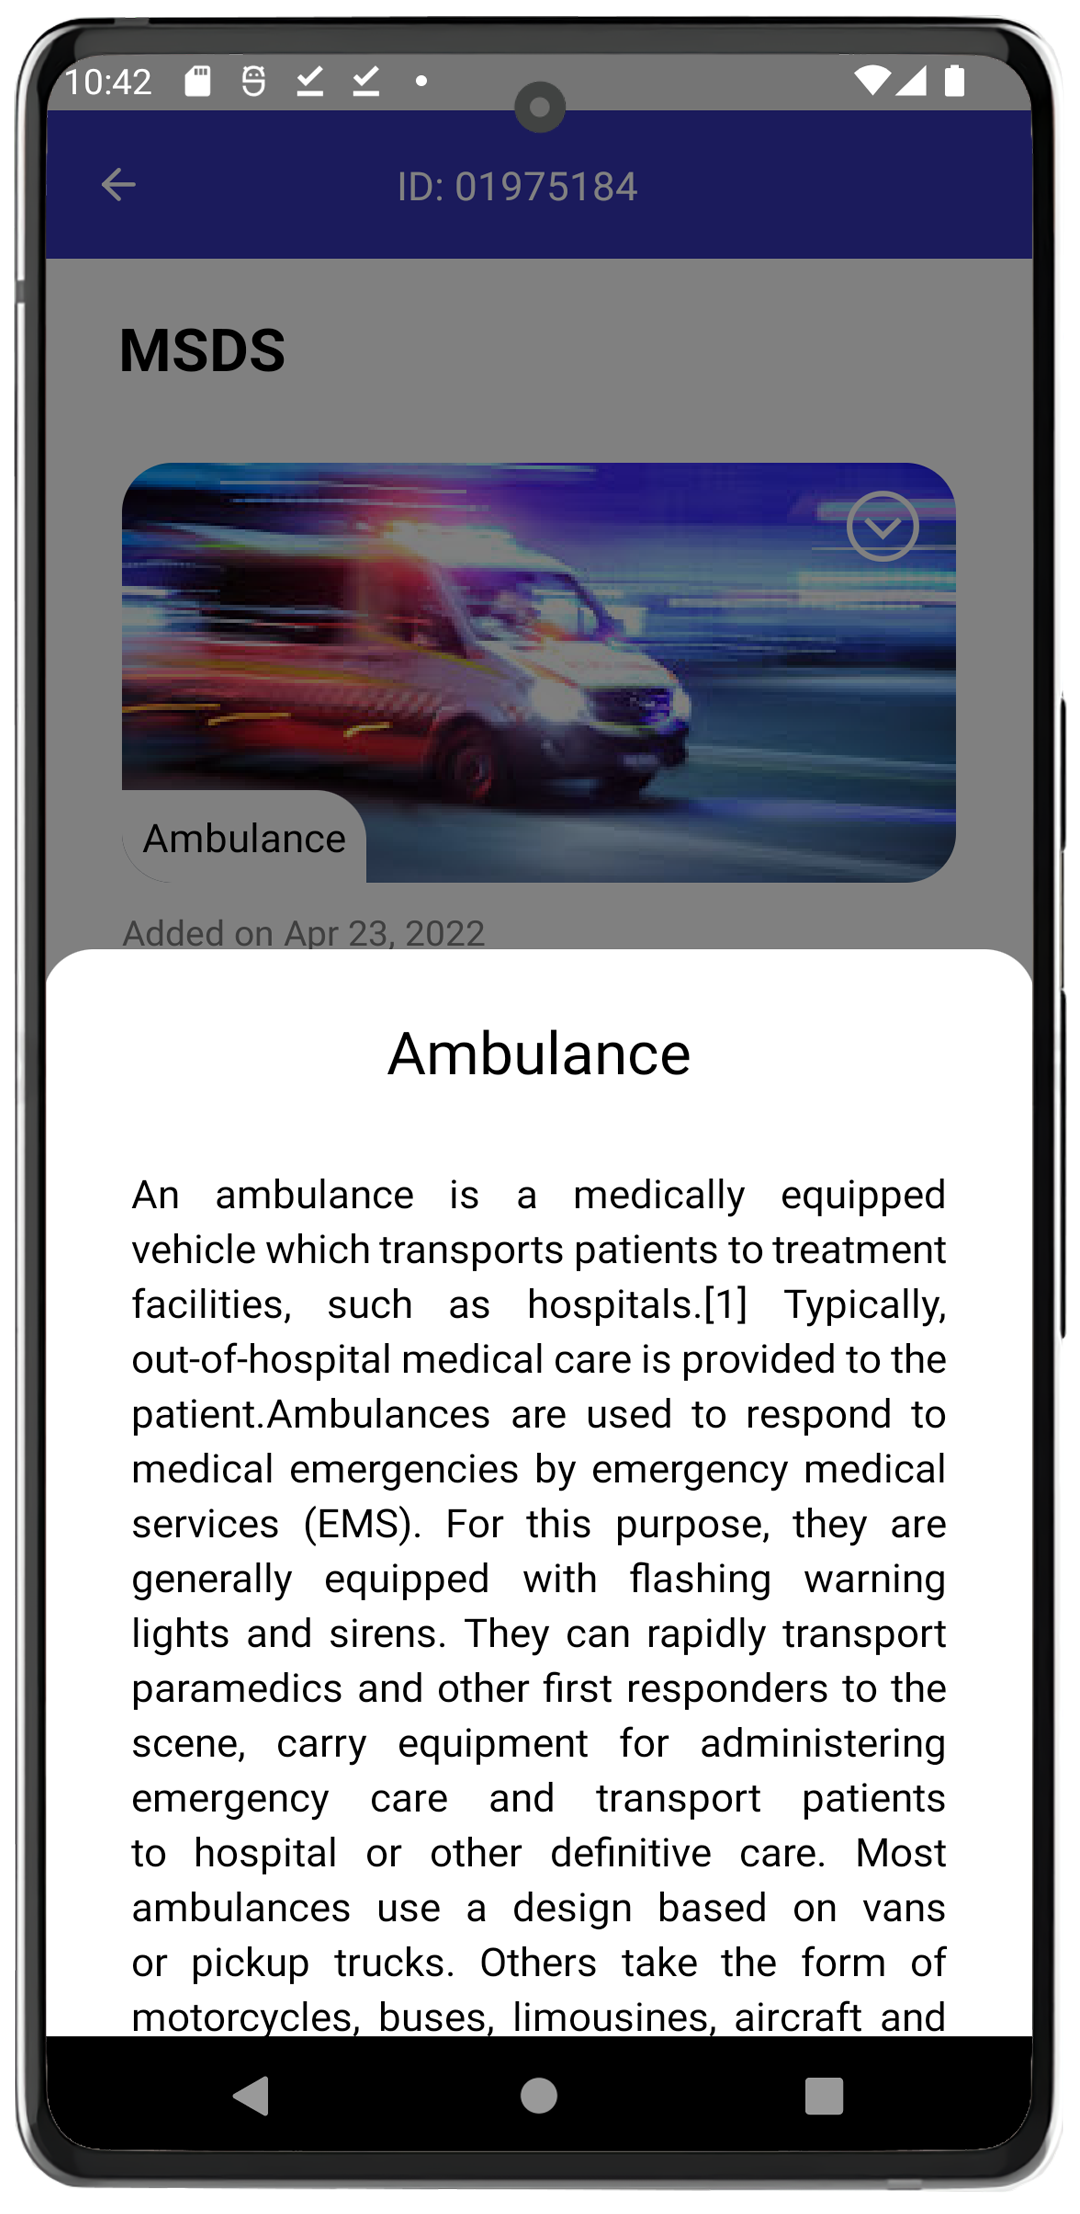 10:42
ID: 01975184
MSDS
Ambulance
Added on Apr 23, 2022
Ambulance
An ambulance is a medically equipped
vehicle which transports patients to treatment
facilities, such as hospitals.[1] Typically,
out-of-hospital medical care is provided to the
patient.Ambulances are used to respond to
medical emergencies by emergency medical
services (EMS). For this purpose, they are
generally equipped with flashing warning
lights and sirens. They can rapidly transport
paramedics and other first responders to the
scene, carry equipment for administering
emergency care and transport patients
to hospital or other definitive care. Most
ambulances use a design based on vans
or pickup trucks. Others take the form of
motorcycles, buses, limousines, aircraft and